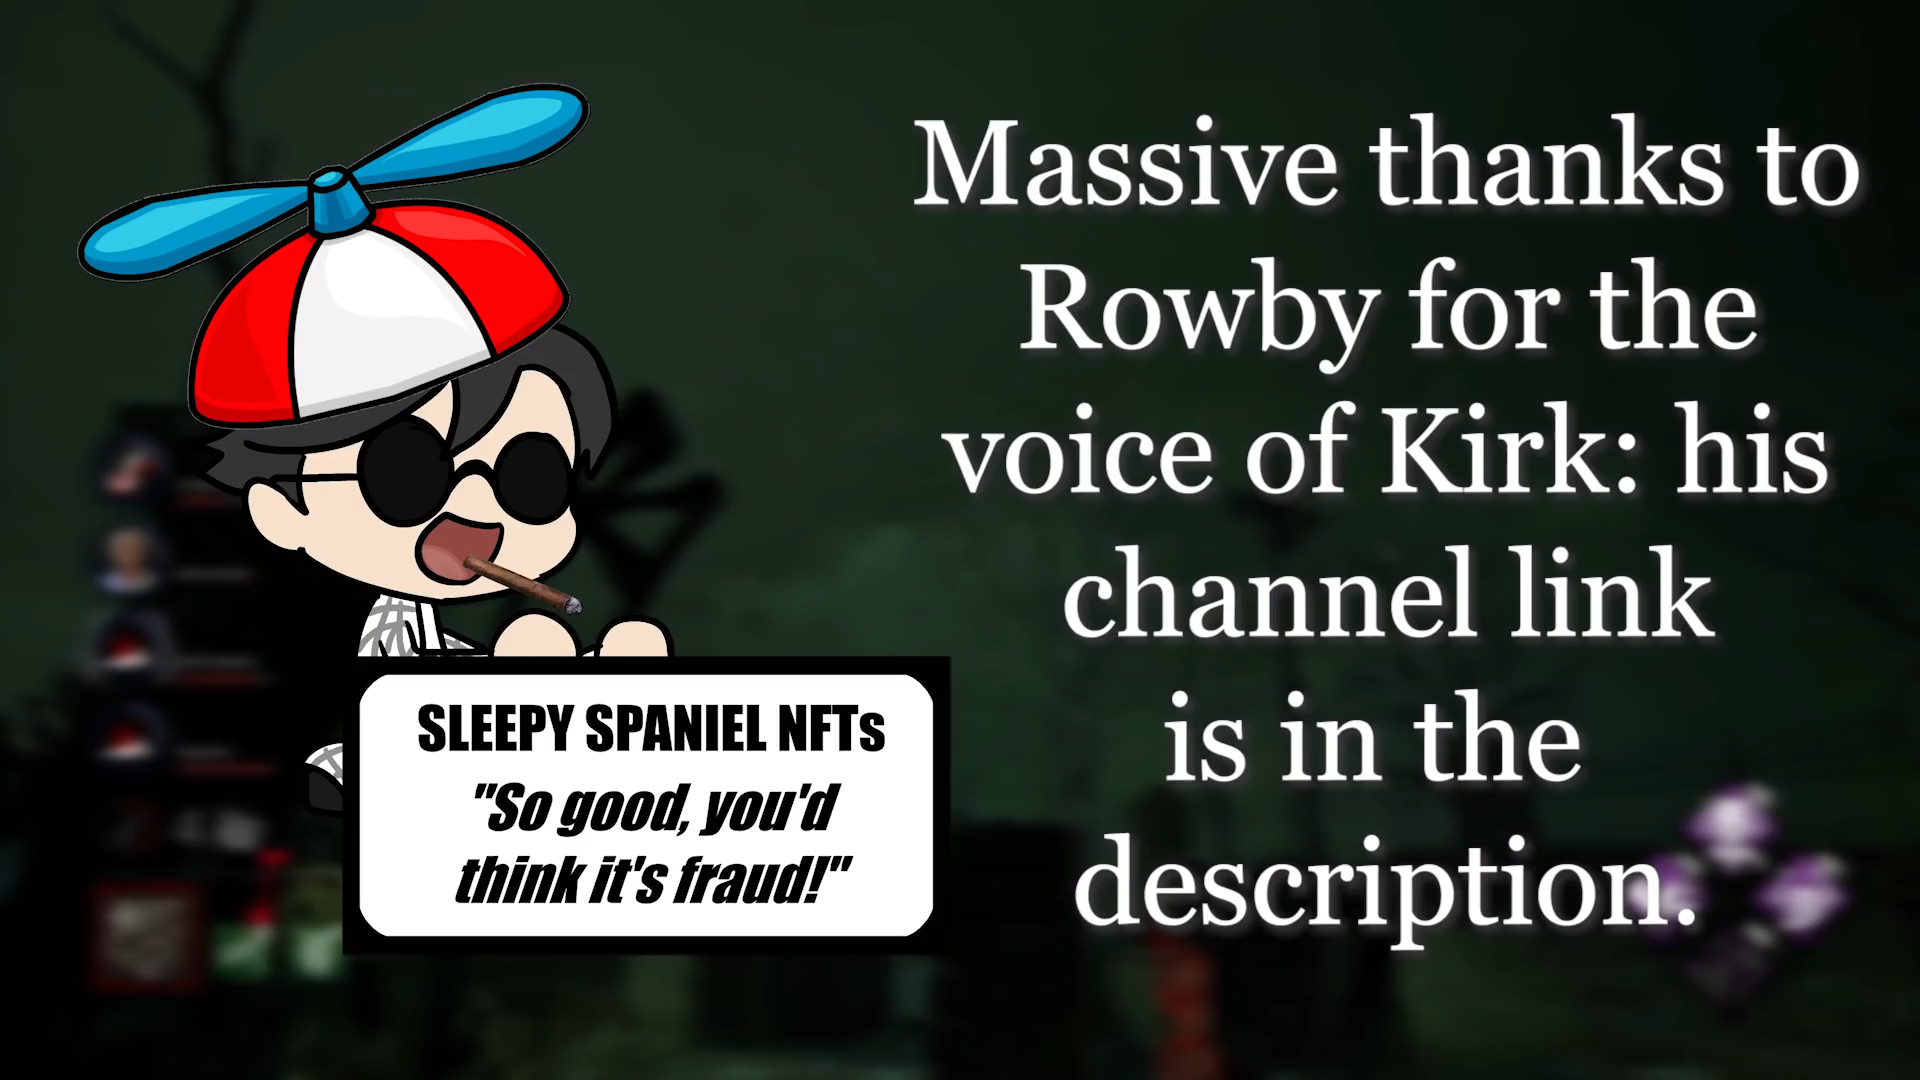 Massive thanks to
Rowby for the
voice of Kirk: his
channel link
is in the
description.
SLEEPY SPANIEL NFTs
"So good, you'd
think it's fraud!"